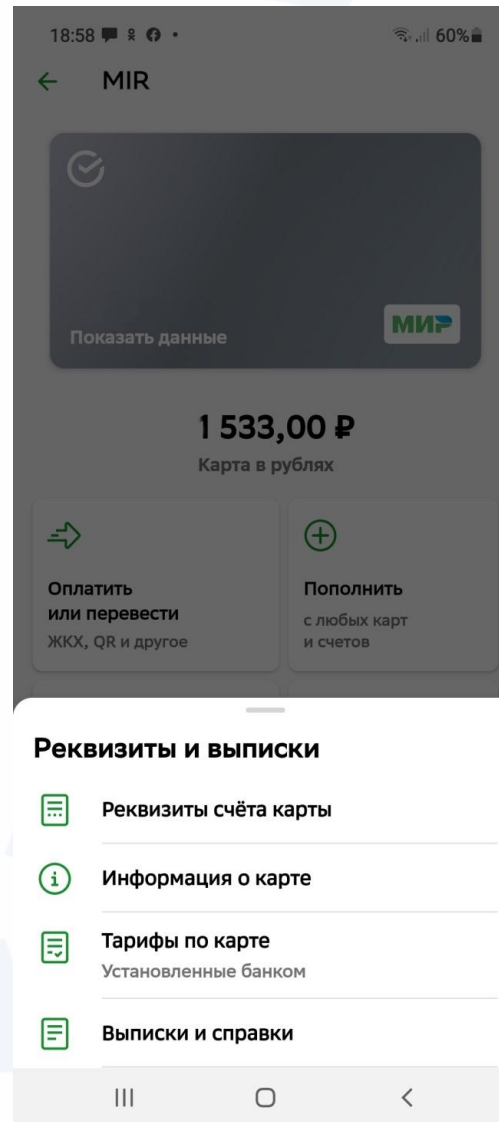 18:58
60%
MIR
Показать данные
МИР
1 533,00 ₽
Карта в рублях
Оплатить
или перевести
ЖКХ, QR и другое
Пополнить
с любых карт
и счетов
Реквизиты и выписки
Реквизиты счёта карты
Информация о карте
Тарифы по карте
Установленные банком
Выписки и справки